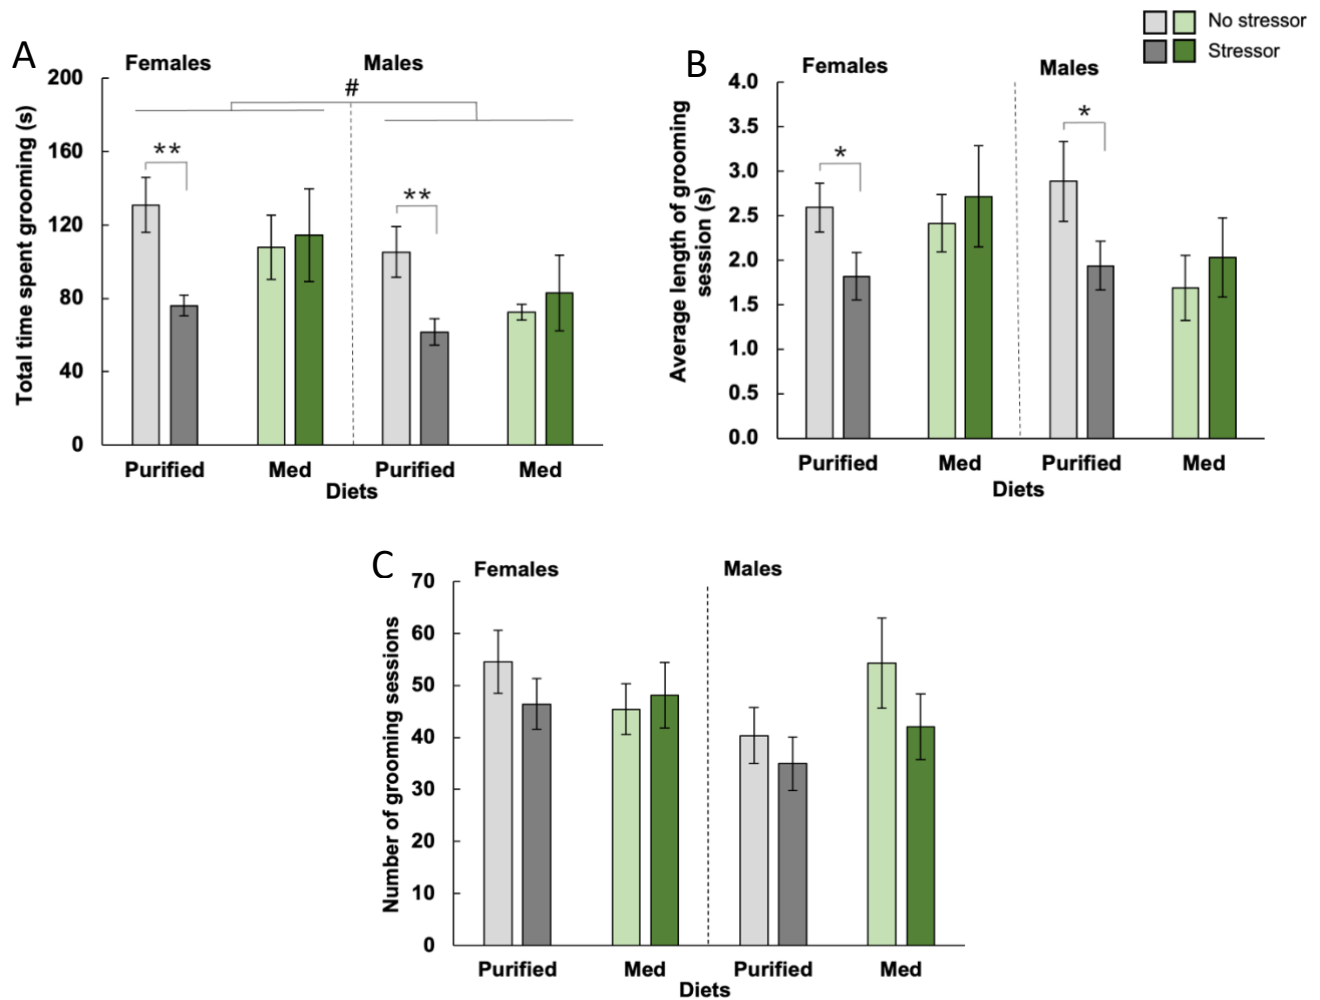 No stressor
Stressor
A
Females
Males
#
**
**
Total time spent grooming (s)
200
160
120
80
40
0
Purified
Med
Purified
Med
Diets
B
Females
Males
*
*
Average length of grooming
session (s)
4.0
3.5
3.0
2.5
2.0
1.5
1.0
0.5
0.0
Purified
Med
Purified
Med
Diets
C
Females
Males
Number of grooming sessions
70
60
50
40
30
20
10
0
Purified
Med
Purified
Med
Diets